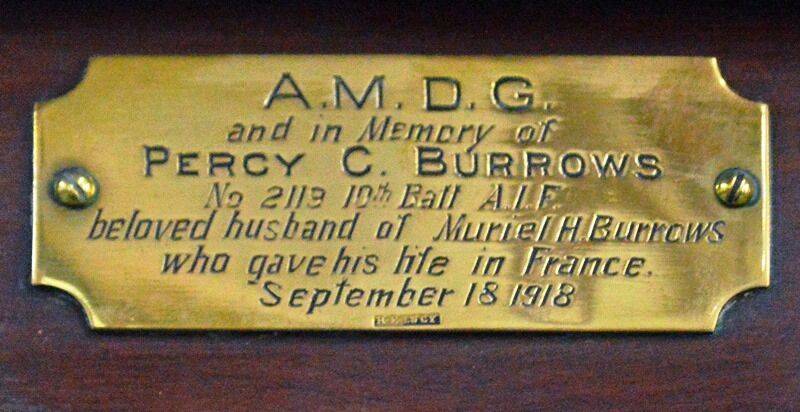 A.M.D.G.
and in Memory of
PERCY C. BURROWS
No 2113 10th Batt A.I.F.
beloved husband of Muriel H. Burrows
who gave his life in France.
September 18 1918